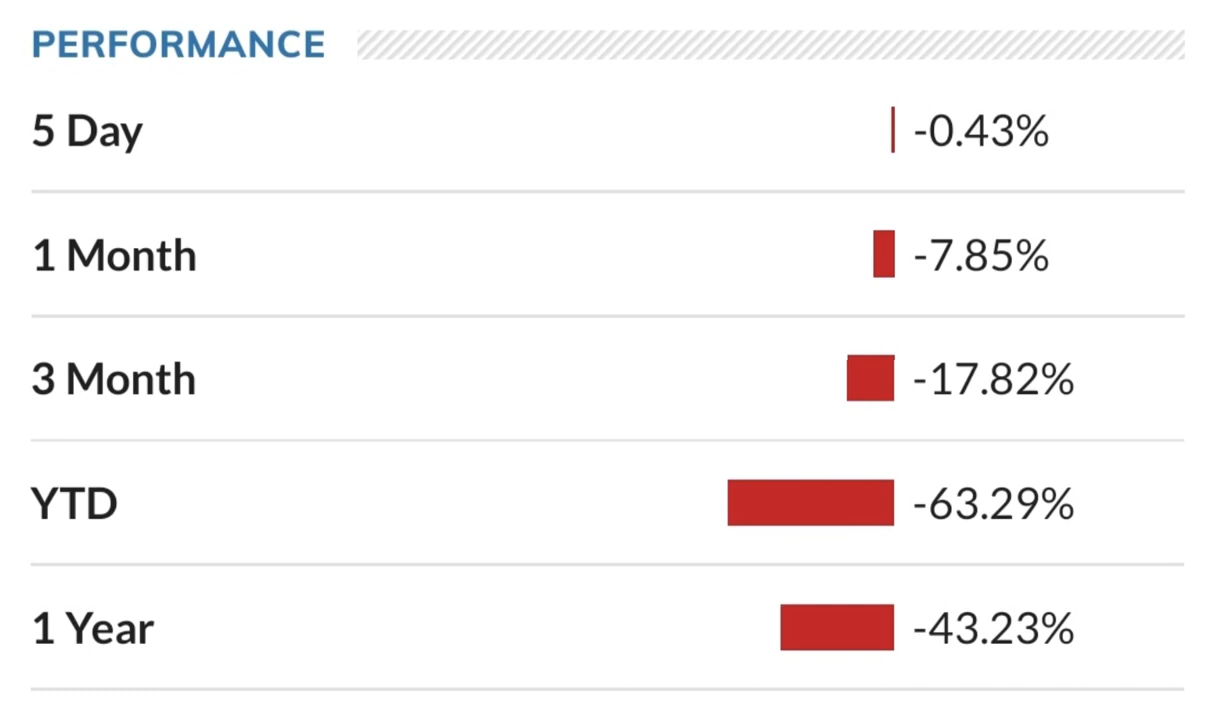 PERFORMANCE
5 Day -0.43%
1 Month -7.85%
3 Month -17.82%
YTD -63.29%
1 Year -43.23%